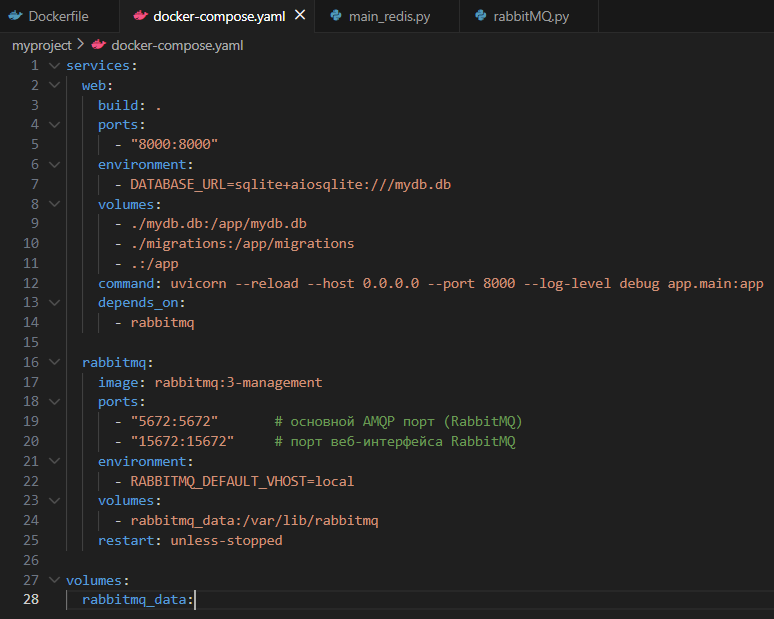 Dockerfile docker-compose.yaml main_redis.py rabbitMQ.py
myproject > docker-compose.yaml
1 services:
2   web:
3     build: .
4     ports:
5       - "8000:8000"
6     environment:
7       - DATABASE_URL=sqlite+aiosqlite:///mydb.db
8     volumes:
9       - ./mydb.db:/app/mydb.db
10       - ./migrations:/app/migrations
11       - .:/app
12     command: uvicorn --reload --host 0.0.0.0 --port 8000 --log-level debug app.main:app
13     depends_on:
14       - rabbitmq
15
16   rabbitmq:
17     image: rabbitmq:3-management
18     ports:
19       - "5672:5672"       # основной AMQP порт (RabbitMQ)
20       - "15672:15672"     # порт веб-интерфейса RabbitMQ
21     environment:
22       - RABBITMQ_DEFAULT_VHOST=local
23     volumes:
24       - rabbitmq_data:/var/lib/rabbitmq
25     restart: unless-stopped
26
27 volumes:
28   rabbitmq_data: